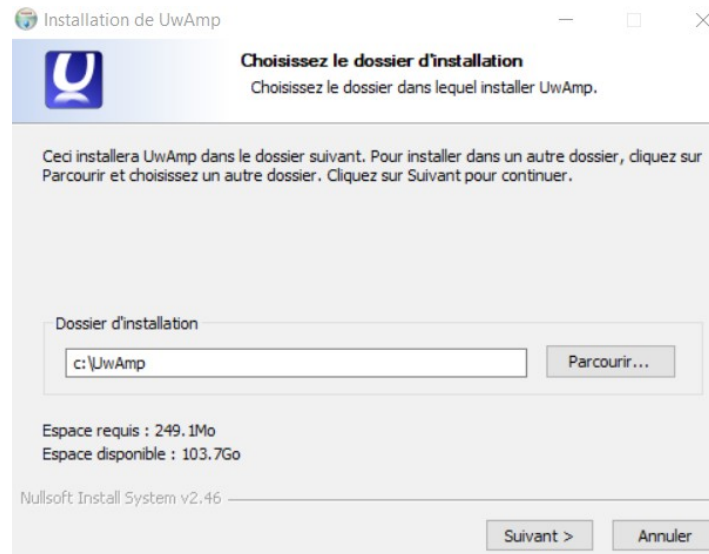 Installation de UwAmp
Choisissez le dossier d'installation
Choisissez le dossier dans lequel installer UwAmp.
Ceci installera UwAmp dans le dossier suivant. Pour installer dans un autre dossier, cliquez sur
Parcourir et choisissez un autre dossier. Cliquez sur Suivant pour continuer.
Dossier d'installation
c:\UwAmp
Parcourir...
Espace requis : 249.1Mo
Espace disponible : 103.7Go
Nullsoft Install System v2.46
Suivant >
Annuler